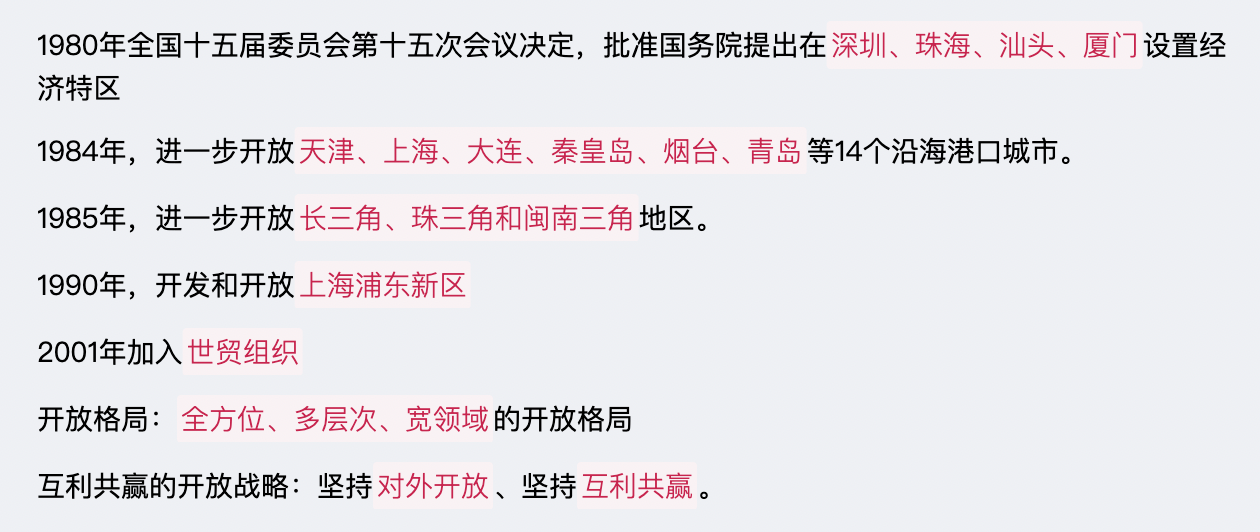 1980年全国十五届委员会第十五次会议决定，批准国务院提出在深圳、珠海、汕头、厦门设置经
济特区
1984年，进一步开放天津、上海、大连、秦皇岛、烟台、青岛等14个沿海港口城市。
1985年，进一步开放长三角、珠三角和闽南三角地区。
1990年，开发和开放上海浦东新区
2001年加入世贸组织
开放格局：全方位、多层次、宽领域的开放格局
互利共赢的开放战略：坚持对外开放、坚持互利共赢。